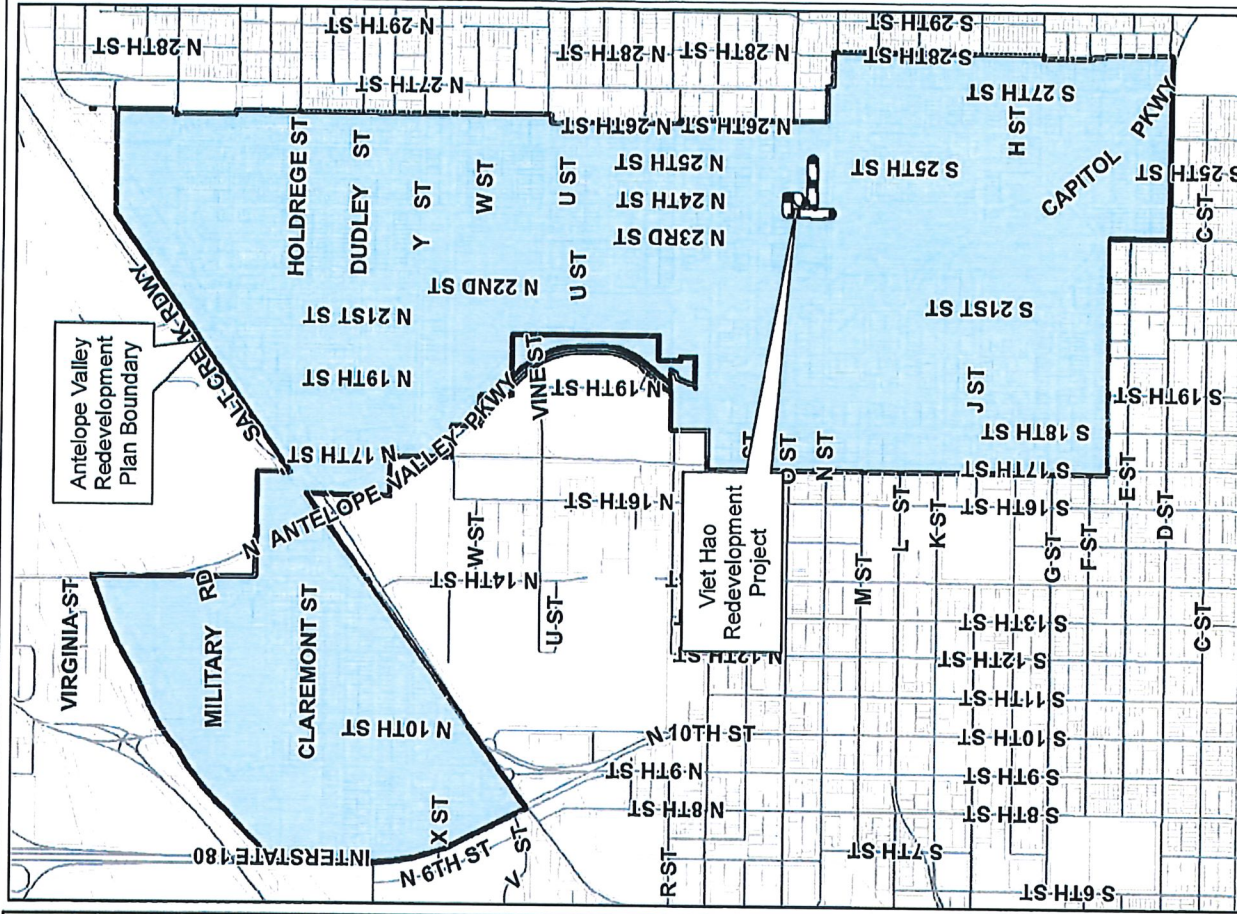 N 28TH ST
N 29TH ST
N 28TH ST
N 28TH ST
S 29TH ST
S 28TH ST
N 27TH ST
S 27TH ST
HOLDREGE ST
DUDLEY ST
Y ST
W ST
U ST
N 26TH ST
N 26TH ST
N 25TH ST
N 24TH ST
N 23RD ST
H ST
S 25TH ST
CAPITOL PKWY
S 25TH ST
C ST
SALT CREEK RDWY
N 22ND ST
U ST
N 21ST ST
S 21ST ST
Antelope Valley
Redevelopment
Plan Boundary
N 19TH ST
VINE ST
N 19TH ST
J ST
S 19TH ST
N 17TH ST
S 18TH ST
S 17TH ST
E ST
N ANTELOPE VALLEY PKWY
N 16TH ST
O ST
N ST
L ST
K ST
S 16TH ST
D ST
VIRGINIA ST
MILITARY RD
CLAREMONT ST
W ST
N 14TH ST
U ST
Viet Hao
Redevelopment
Project
M ST
G ST
F ST
S 13TH ST
C ST
N 12TH ST
S 12TH ST
S 11TH ST
N 10TH ST
N 10TH ST
S 10TH ST
N 9TH ST
S 9TH ST
N 8TH ST
S 8TH ST
INTERSTATE 180
X ST
N 6TH ST
V ST
R ST
S 7TH ST
S 6TH ST